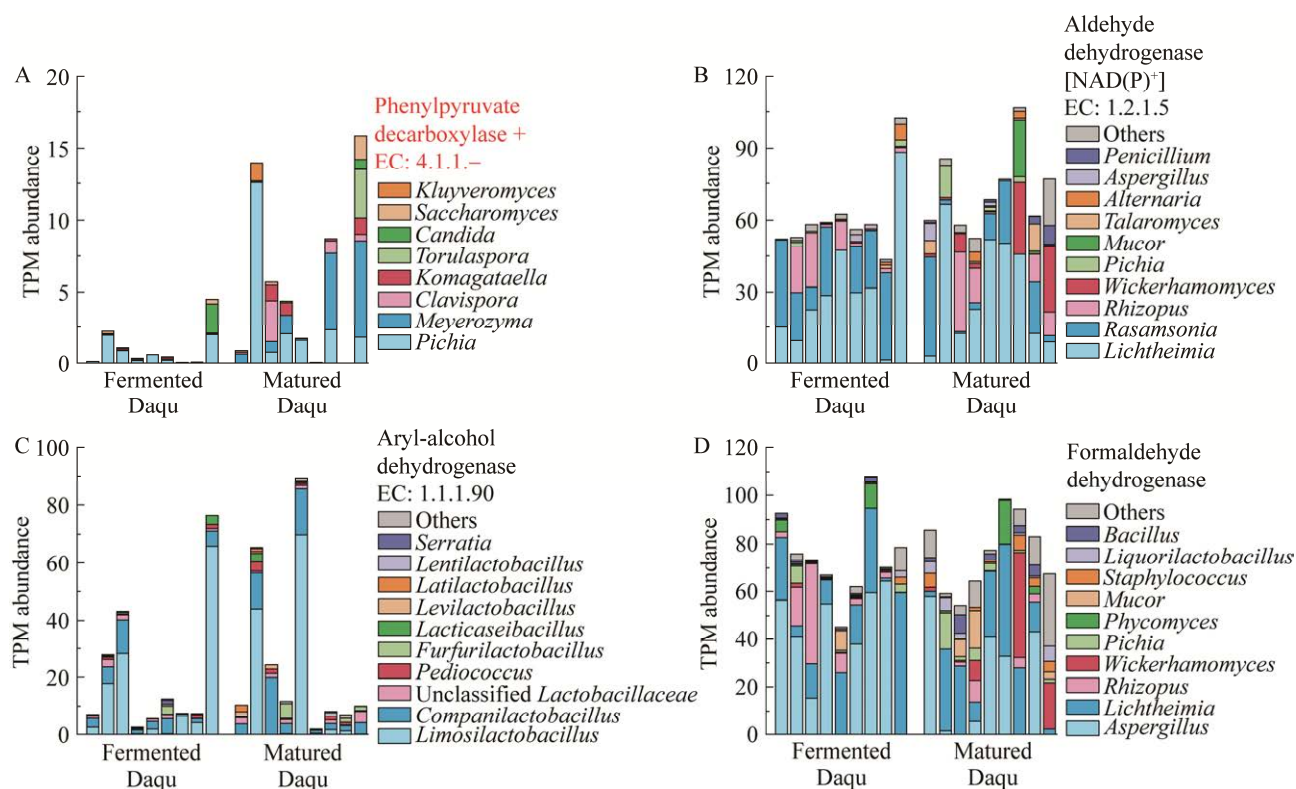 A
20
15
10
5
0
TPM abundance
Fermented
Daqu
Matured
Daqu
Phenylpyruvate
decarboxylase +
EC: 4.1.1.–
Kluyveromyces
Saccharomyces
Candida
Torulaspora
Komagataella
Clavispora
Meyerozyma
Pichia
B
120
90
60
30
0
TPM abundance
Fermented
Daqu
Matured
Daqu
Aldehyde
dehydrogenase
[NAD(P)⁺]
EC: 1.2.1.5
Others
Penicillium
Aspergillus
Alternaria
Talaromyces
Mucor
Pichia
Wickerhamomyces
Rhizopus
Rasamsonia
Lichtheimia
C
100
80
60
40
20
0
TPM abundance
Fermented
Daqu
Matured
Daqu
Aryl-alcohol
dehydrogenase
EC: 1.1.1.90
Others
Serratia
Lentilactobacillus
Latilactobacillus
Levilactobacillus
Lacticaseibacillus
Furfurilactobacillus
Pediococcus
Unclassified Lactobacillaceae
Companilactobacillus
Limosilactobacillus
D
120
100
80
60
40
20
0
TPM abundance
Fermented
Daqu
Matured
Daqu
Formaldehyde
dehydrogenase
Others
Bacillus
Liquorilactobacillus
Staphylococcus
Mucor
Phycomyces
Pichia
Wickerhamomyces
Rhizopus
Lichtheimia
Aspergillus